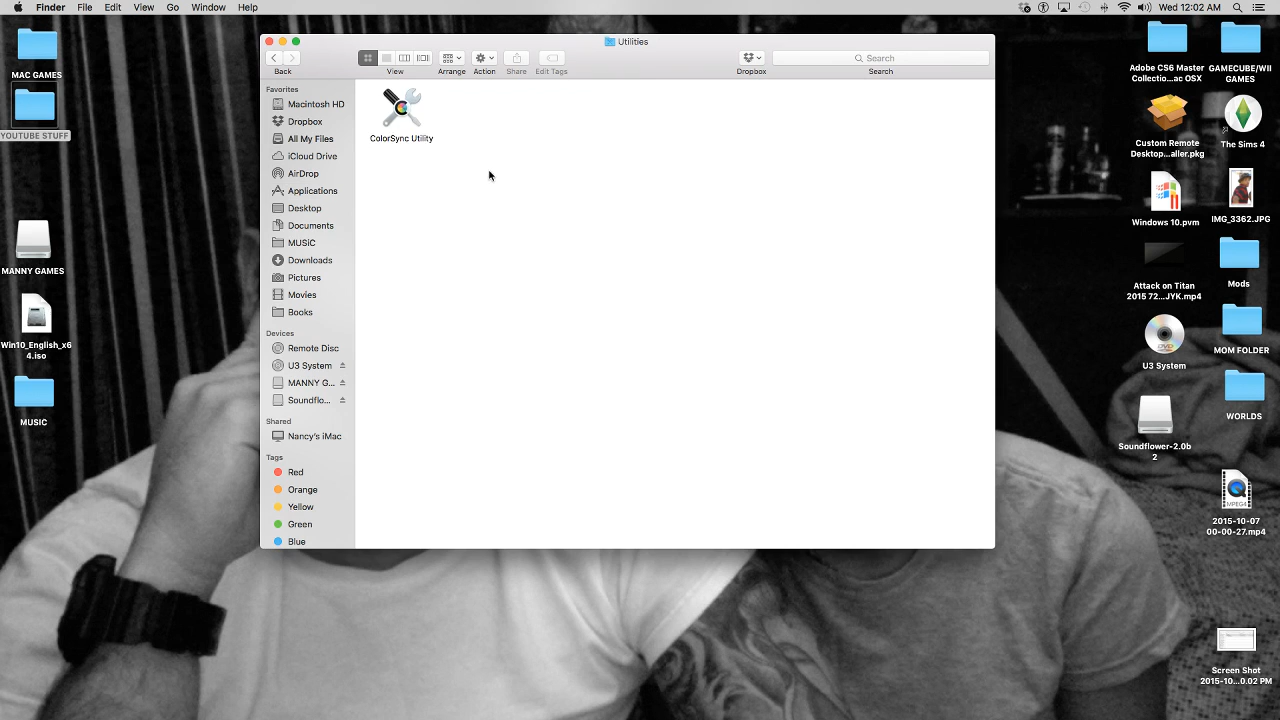 Finder File Edit View Go Window Help Wed 12:02 AM
Utilities
Back View Arrange Action Share Edit Tags Dropbox Search
Search
Favorites
Macintosh HD
Dropbox
All My Files
iCloud Drive
AirDrop
Applications
Desktop
Documents
MUSiC
Downloads
Pictures
Movies
Books
Devices
Remote Disc
U3 System
MANNY G...
Soundflo...
Shared
Nancy's iMac
Tags
Red
Orange
Yellow
Green
Blue
ColorSync Utility
MAC GAMES
YOUTUBE STUFF
MANNY GAMES
Win10_English_x6
4.iso
MUSIC
Adobe CS6 Master
Collectio...ac OSX
Custom Remote
Desktop...aller.pkg
Windows 10.pvm
Attack on Titan
2015 72...JYK.mp4
DVD
U3 System
Soundflower-2.0b
2
GAMECUBE/WII
GAMES
The Sims 4
IMG_3362.JPG
Mods
MOM FOLDER
WORLDS
MPEG4
2015-10-07
00-00-27.mp4
Screen Shot
2015-10...0.02 PM